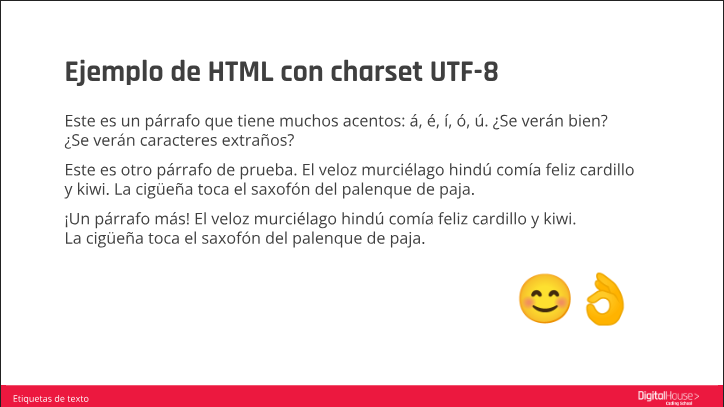 Ejemplo de HTML con charset UTF-8
Este es un párrafo que tiene muchos acentos: á, é, í, ó, ú. ¿Se verán bien?
¿Se verán caracteres extraños?
Este es otro párrafo de prueba. El veloz murciélago hindú comía feliz cardillo
y kiwi. La cigüeña toca el saxofón del palenque de paja.
¡Un párrafo más! El veloz murciélago hindú comía feliz cardillo y kiwi.
La cigüeña toca el saxofón del palenque de paja.
Etiquetas de texto
DigitalHouse>
Coding School